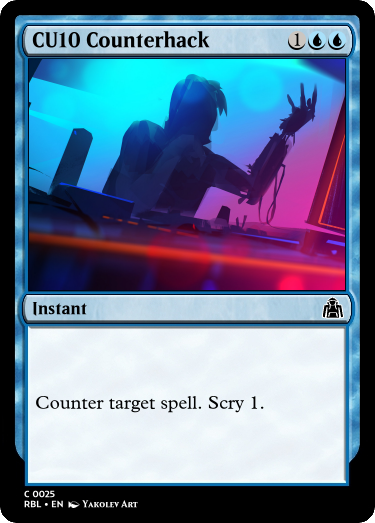 CU10 Counterhack 1
Instant
Counter target spell. Scry 1.
C 0025
RBL • EN Yakolev Art